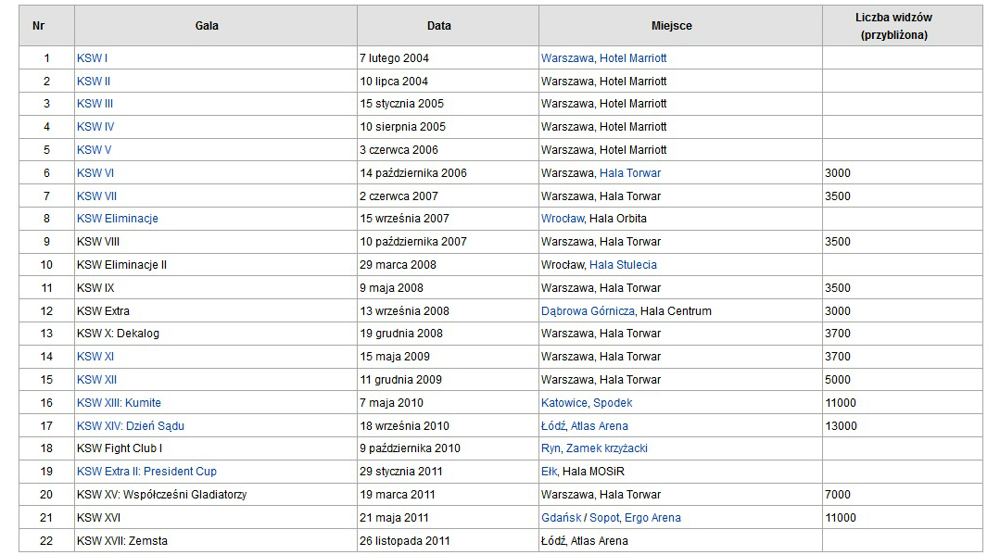 Nr Gala Data Miejsce Liczba widzów
(przybliżona)
1 KSW I 7 lutego 2004 Warszawa, Hotel Marriott
2 KSW II 10 lipca 2004 Warszawa, Hotel Marriott
3 KSW III 15 stycznia 2005 Warszawa, Hotel Marriott
4 KSW IV 10 sierpnia 2005 Warszawa, Hotel Marriott
5 KSW V 3 czerwca 2006 Warszawa, Hotel Marriott
6 KSW VI 14 października 2006 Warszawa, Hala Torwar 3000
7 KSW VII 2 czerwca 2007 Warszawa, Hala Torwar 3500
8 KSW Eliminacje 15 września 2007 Wrocław, Hala Orbita
9 KSW VIII 10 października 2007 Warszawa, Hala Torwar 3500
10 KSW Eliminacje II 29 marca 2008 Wrocław, Hala Stulecia
11 KSW IX 9 maja 2008 Warszawa, Hala Torwar 3500
12 KSW Extra 13 września 2008 Dąbrowa Górnicza, Hala Centrum 3000
13 KSW X: Dekalog 19 grudnia 2008 Warszawa, Hala Torwar 3700
14 KSW XI 15 maja 2009 Warszawa, Hala Torwar 3700
15 KSW XII 11 grudnia 2009 Warszawa, Hala Torwar 5000
16 KSW XIII: Kumite 7 maja 2010 Katowice, Spodek 11000
17 KSW XIV: Dzień Sądu 18 września 2010 Łódź, Atlas Arena 13000
18 KSW Fight Club I 9 października 2010 Ryn, Zamek krzyżacki
19 KSW Extra II: President Cup 29 stycznia 2011 Ełk, Hala MOSiR
20 KSW XV: Współcześni Gladiatorzy 19 marca 2011 Warszawa, Hala Torwar 7000
21 KSW XVI 21 maja 2011 Gdańsk / Sopot, Ergo Arena 11000
22 KSW XVII: Zemsta 26 listopada 2011 Łódź, Atlas Arena